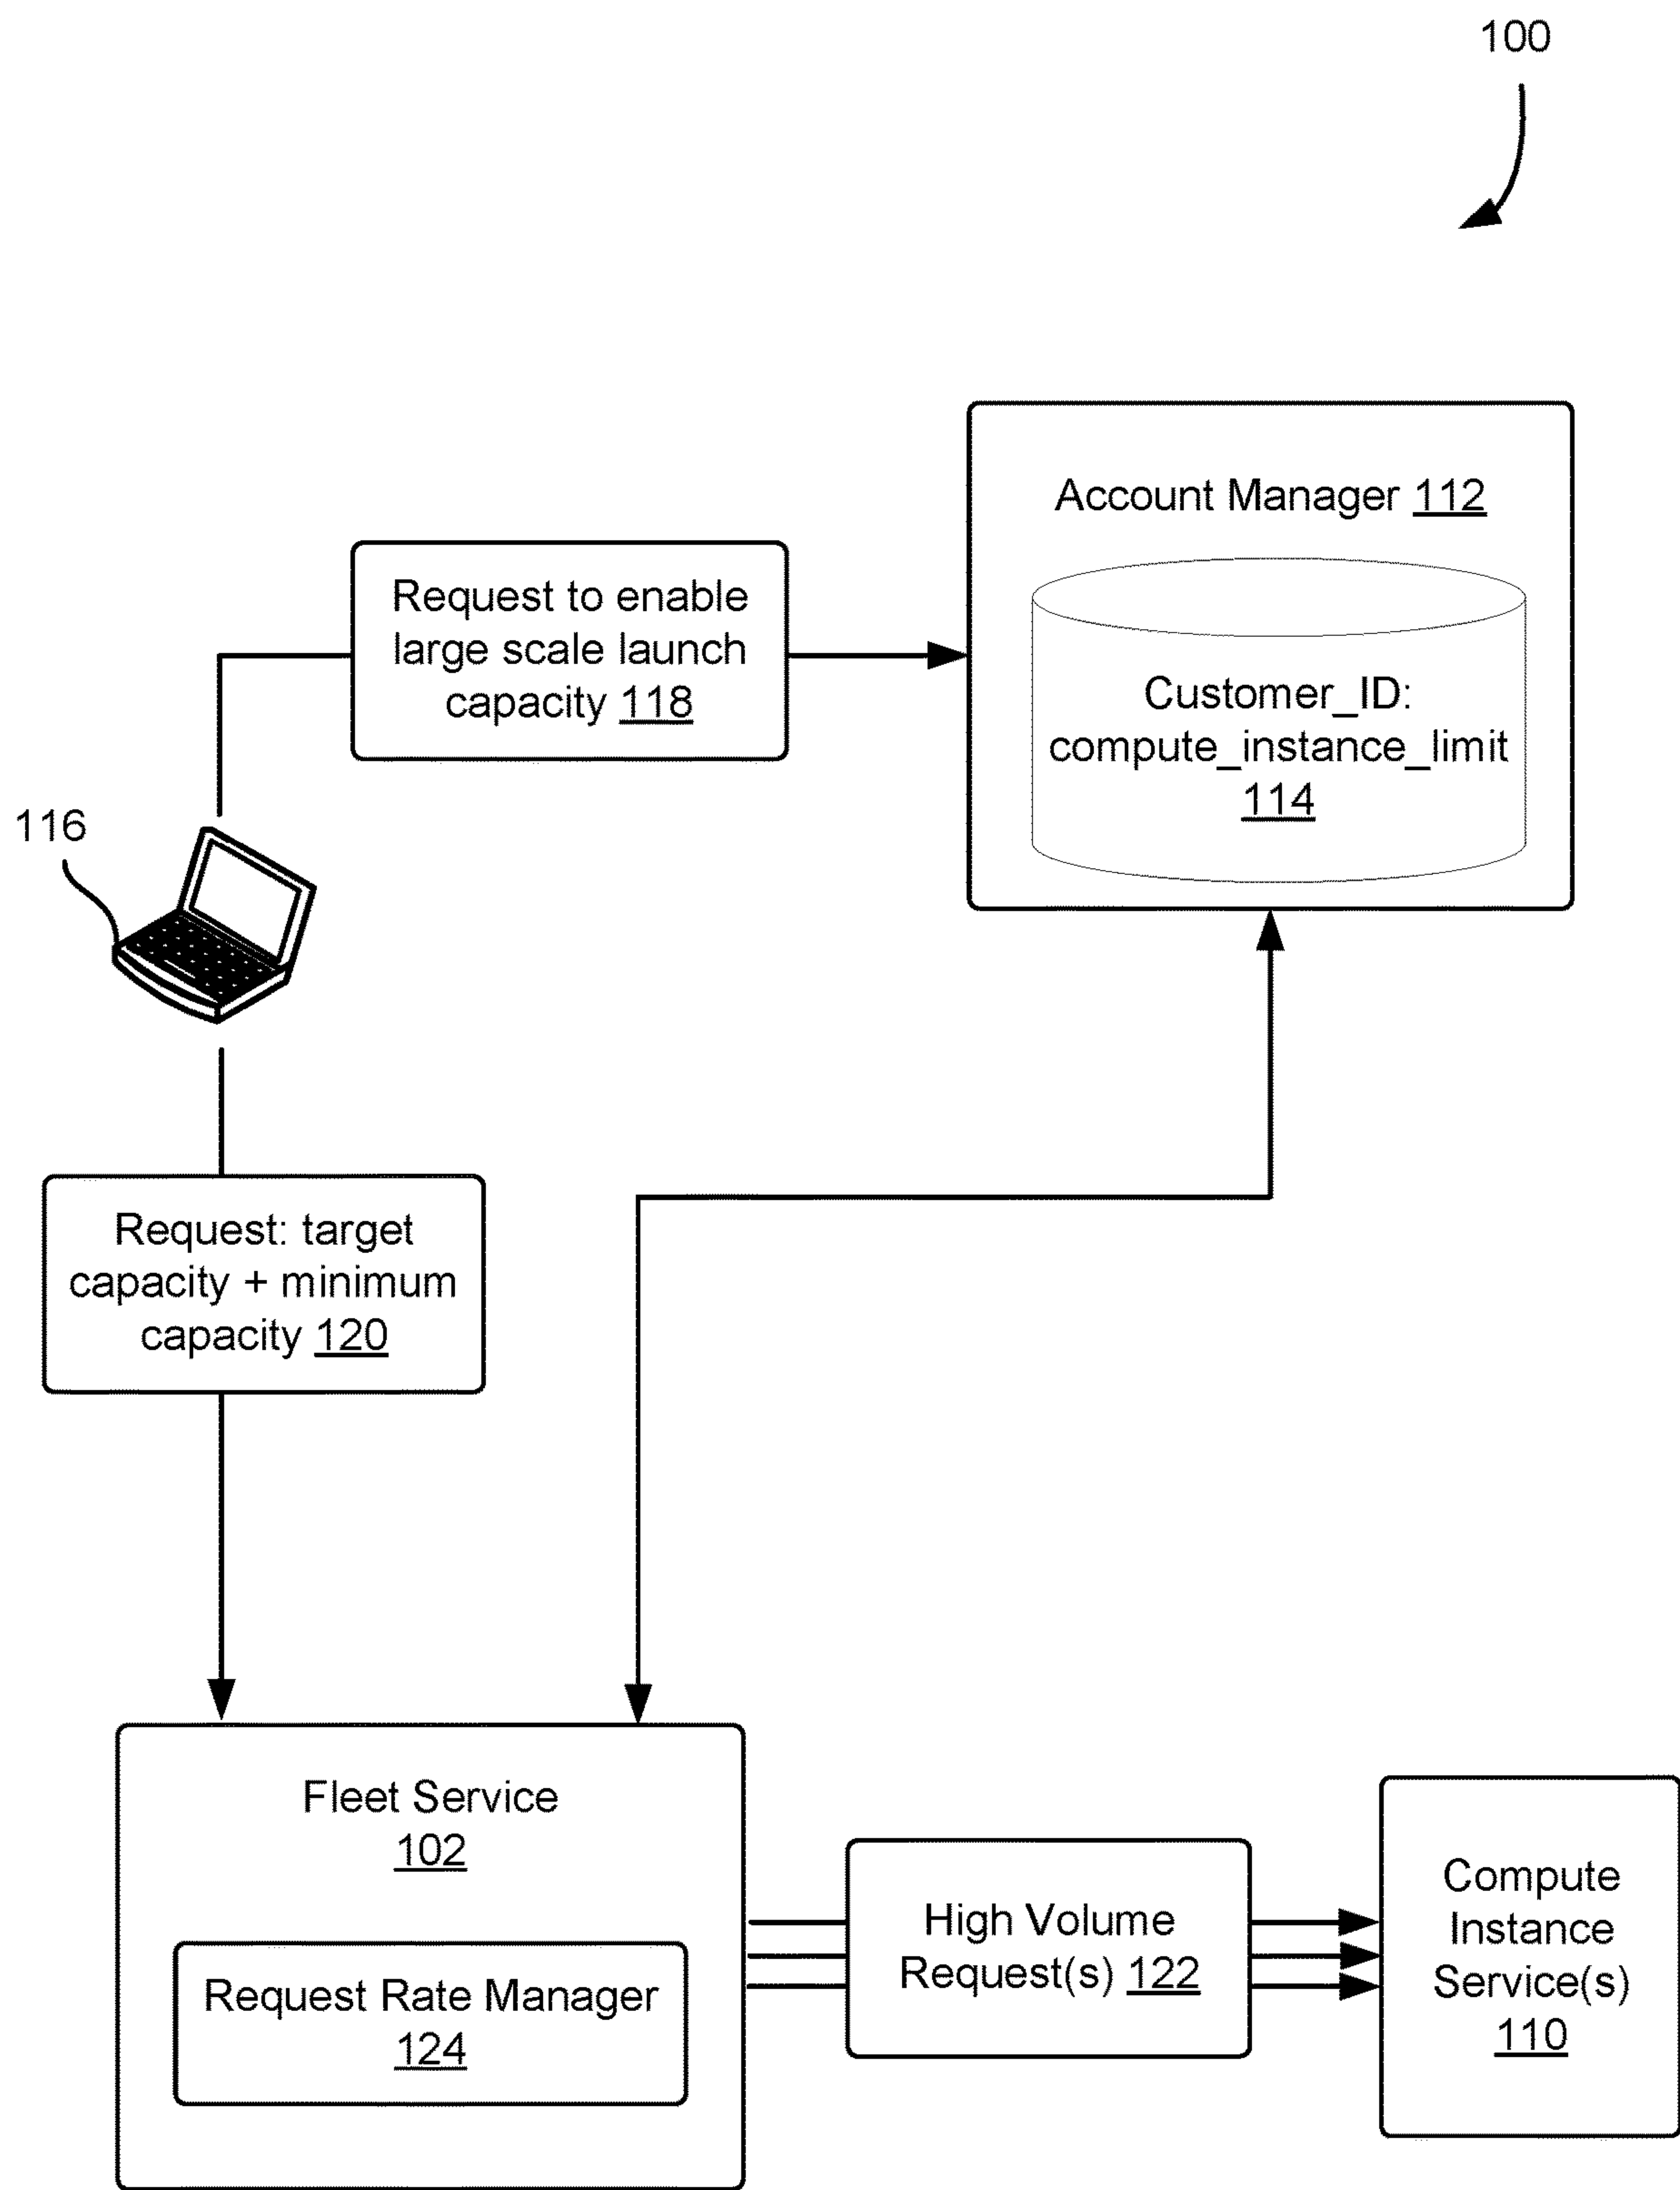 100
Account Manager 112
Request to enable
large scale launch
capacity 118
Customer_ID:
compute_instance_limit
114
116
Request: target
capacity + minimum
capacity 120
Fleet Service
102
Request Rate Manager
124
High Volume
Request(s) 122
Compute
Instance
Service(s)
110